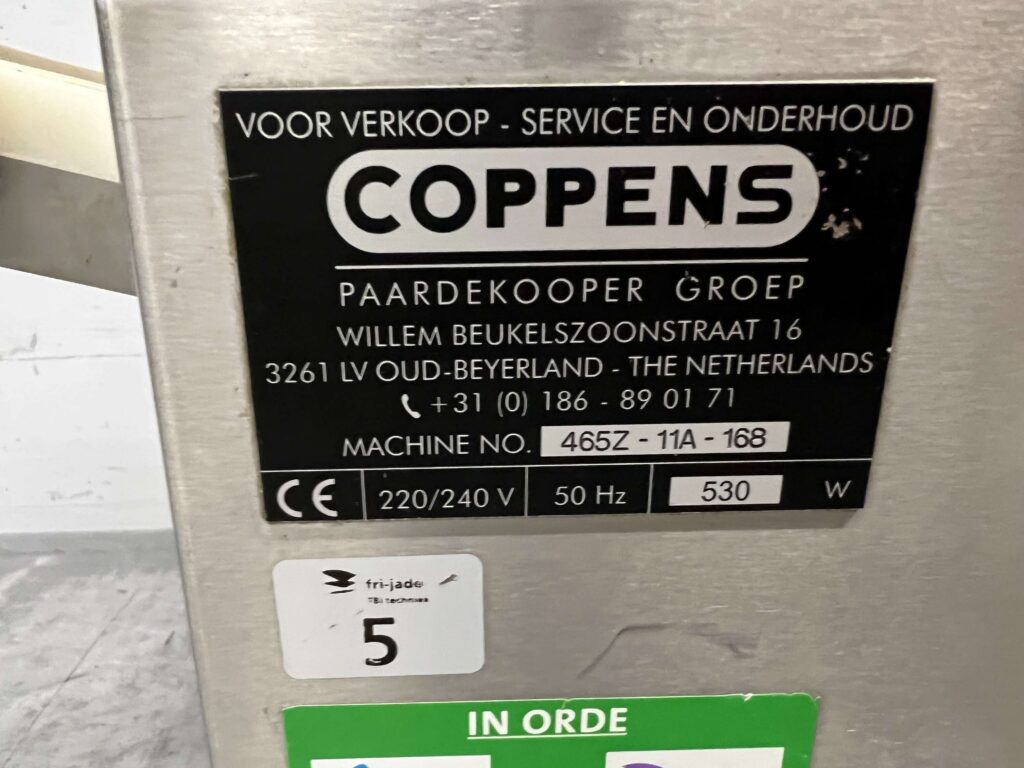 VOOR VERKOOP - SERVICE EN ONDERHOUD
COPPENS
PAARDEKOOPER GROEP
WILLEM BEUKELSZOONSTRAAT 16
3261 LV OUD-BEYERLAND - THE NETHERLANDS
+31 (0) 186 - 89 01 71
MACHINE NO. 465Z - 11A - 168
CE 220/240 V 50 Hz 530 W
fri-jado
5
IN ORDE